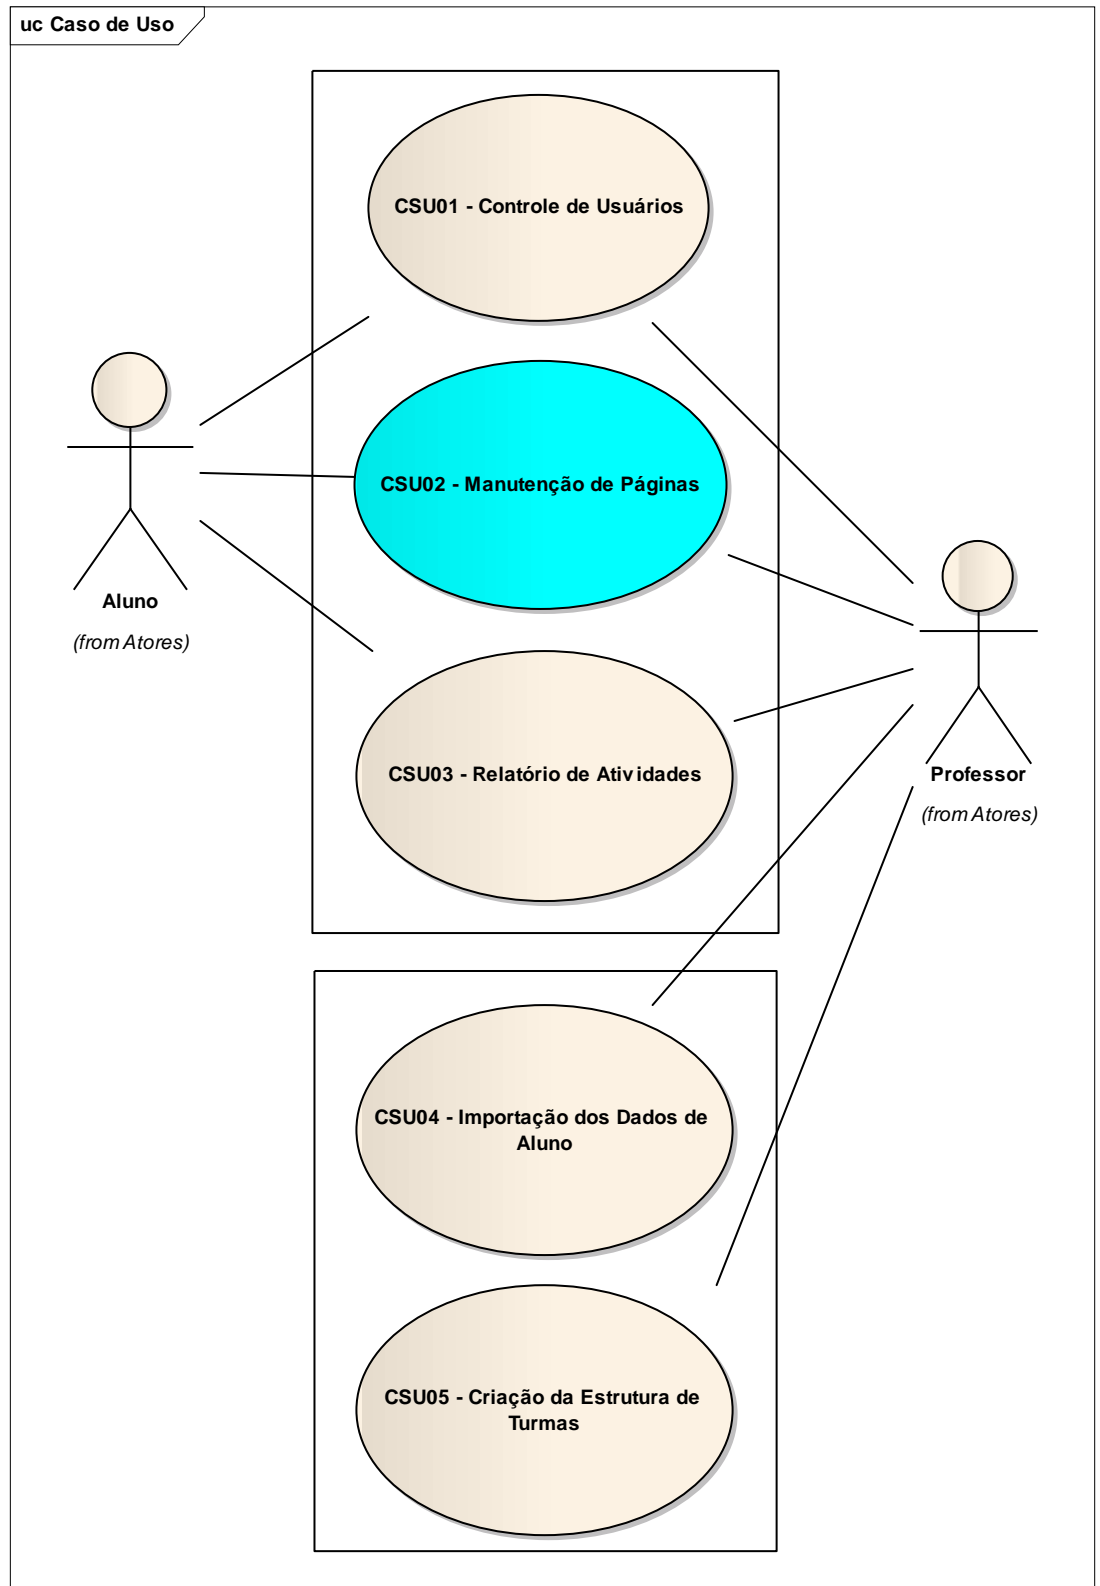 uc Caso de Uso
CSU01 - Controle de Usuários
CSU02 - Manutenção de Páginas
Aluno
(from Atores)
CSU03 - Relatório de Atividades
Professor
(from Atores)
CSU04 - Importação dos Dados de
Aluno
CSU05 - Criação da Estrutura de
Turmas